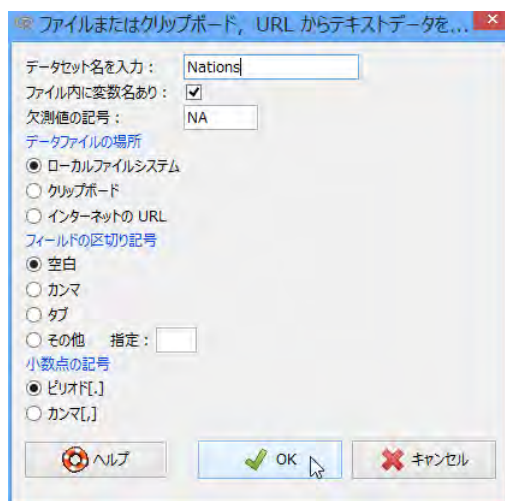 ファイルまたはクリップボード, URL からテキストデータを...
データセット名を入力： Nations
ファイル内に変数名あり：
欠測値の記号： NA
データファイルの場所
ローカルファイルシステム
クリップボード
インターネットの URL
フィールドの区切り記号
空白
カンマ
タブ
その他 指定：
小数点の記号
ピリオド[.]
カンマ[,]
ヘルプ OK キャンセル